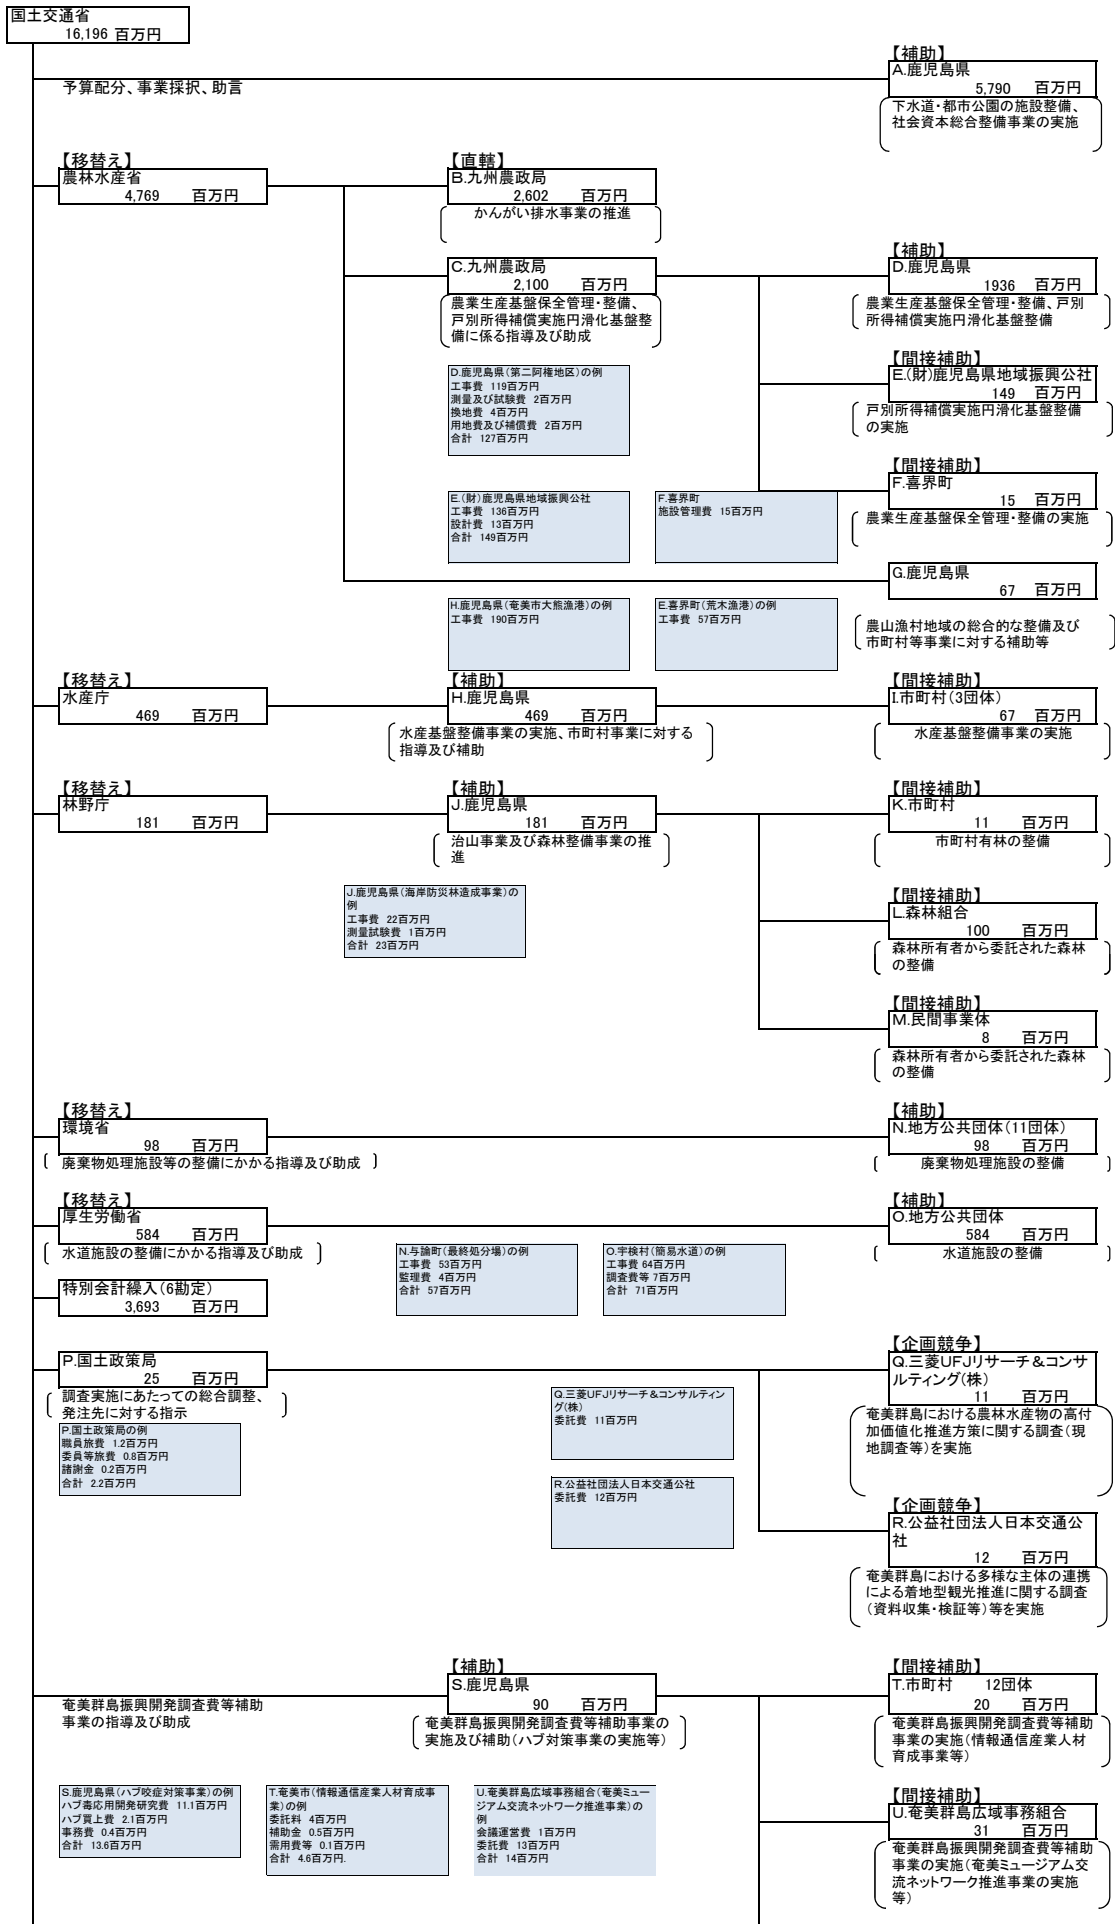 国土交通省
16,196 百万円
【補助】
A.鹿児島県
5,790 百万円
予算配分、事業採択、助言
下水道・都市公園の施設整備、
社会資本総合整備事業の実施
【移替え】
農林水産省
4,769 百万円
【直轄】
B.九州農政局
2,602 百万円
かんがい排水事業の推進
C.九州農政局
2,100 百万円
農業生産基盤保全管理・整備、
戸別所得補償実施円滑化基盤整
備に係る指導及び助成
【補助】
D.鹿児島県
1936 百万円
農業生産基盤保全管理・整備、戸別
所得補償実施円滑化基盤整備
D.鹿児島県(第二阿権地区)の例
工事費 119百万円
測量及び試験費 2百万円
換地費 4百万円
用地費及び補償費 2百万円
合計 127百万円
【間接補助】
E.(財)鹿児島県地域振興公社
149 百万円
戸別所得補償実施円滑化基盤整備
の実施
【間接補助】
F.喜界町
15 百万円
農業生産基盤保全管理・整備の実施
E.(財)鹿児島県地域振興公社
工事費 136百万円
設計費 13百万円
合計 149百万円
F.喜界町
施設管理費 15百万円
G.鹿児島県
67 百万円
農山漁村地域の総合的な整備及び
市町村等事業に対する補助等
H.鹿児島県(奄美市大熊漁港)の例
工事費 190百万円
E.喜界町(荒木漁港)の例
工事費 57百万円
【移替え】
水産庁
469 百万円
【補助】
H.鹿児島県
469 百万円
水産基盤整備事業の実施、市町村事業に対する
指導及び補助
【間接補助】
I.市町村(3団体)
67 百万円
水産基盤整備事業の実施
【移替え】
林野庁
181 百万円
【補助】
J.鹿児島県
181 百万円
治山事業及び森林整備事業の推
進
【間接補助】
K.市町村
11 百万円
市町村有林の整備
J.鹿児島県(海岸防災林造成事業)の
例
工事費 22百万円
測量試験費 1百万円
合計 23百万円
【間接補助】
L.森林組合
100 百万円
森林所有者から委託された森林
の整備
【間接補助】
M.民間事業体
8 百万円
森林所有者から委託された森林
の整備
【移替え】
環境省
98 百万円
廃棄物処理施設等の整備にかかる指導及び助成
【補助】
N.地方公共団体(11団体)
98 百万円
廃棄物処理施設の整備
【移替え】
厚生労働省
584 百万円
水道施設の整備にかかる指導及び助成
【補助】
O.地方公共団体
584 百万円
水道施設の整備
N.与論町(最終処分場)の例
工事費 53百万円
監理費 4百万円
合計 57百万円
O.宇検村(簡易水道)の例
工事費 64百万円
調査費等 7百万円
合計 71百万円
特別会計繰入(6勘定)
3,693 百万円
P.国土政策局
25 百万円
調査実施にあたっての総合調整、
発注先に対する指示
P.国土政策局の例
職員旅費 1.2百万円
委員等旅費 0.8百万円
諸謝金 0.2百万円
合計 2.2百万円
【企画競争】
Q.三菱UFJリサーチ&コンサ
ルティング(株)
11 百万円
奄美群島における農林水産物の高付
加価値化推進方策に関する調査(現
地調査等)を実施
Q.三菱UFJリサーチ&コンサルティン
グ(株)
委託費 11百万円
R.公益社団法人日本交通公社
委託費 12百万円
【企画競争】
R.公益社団法人日本交通公
社
12 百万円
奄美群島における多様な主体の連携
による着地型観光推進に関する調査
(資料収集・検証等)等を実施
奄美群島振興開発調査費等補助
事業の指導及び助成
【補助】
S.鹿児島県
90 百万円
奄美群島振興開発調査費等補助事業の
実施及び補助(ハブ対策事業の実施等)
【間接補助】
T.市町村 12団体
20 百万円
奄美群島振興開発調査費等補助
事業の実施(情報通信産業人材
育成事業等)
S.鹿児島県(ハブ咬症対策事業)の例
ハブ毒応用開発研究費 11.1百万円
ハブ買上費 2.1百万円
事務費 0.4百万円
合計 13.6百万円
T.奄美市(情報通信産業人材育成事
業)の例
委託料 4百万円
補助金 0.5百万円
需用費等 0.1百万円
合計 4.6百万円.
U.奄美群島広域事務組合(奄美ミュー
ジアム交流ネットワーク推進事業)の
例
会議運営費 1百万円
委託費 13百万円
合計 14百万円
【間接補助】
U.奄美群島広域事務組合
31 百万円
奄美群島振興開発調査費等補助
事業の実施(奄美ミュージアム交
流ネットワーク推進事業の実施
等)